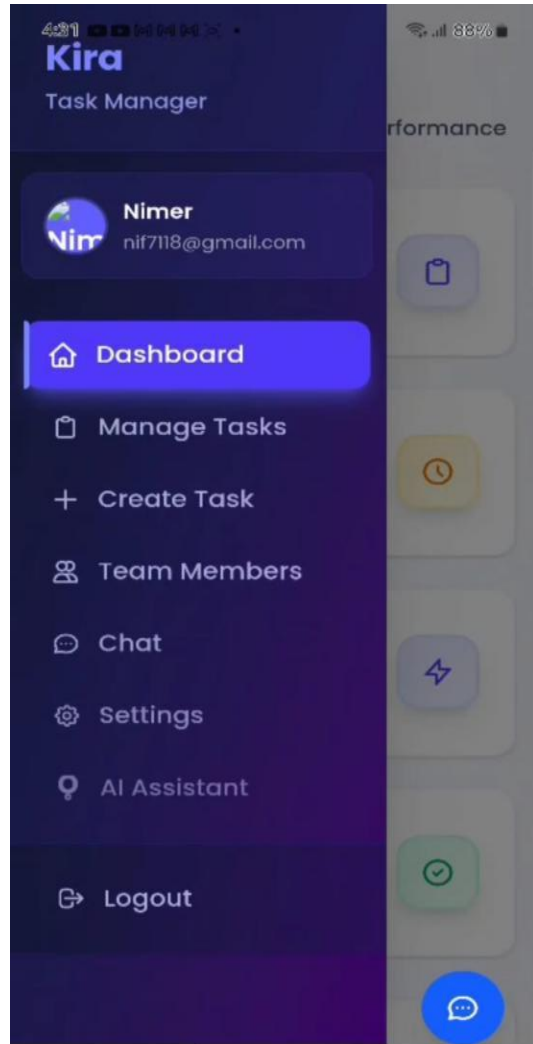 4:31
88%
Kira
Task Manager
rformance
Nimer
Nim
nif7118@gmail.com
Dashboard
Manage Tasks
Create Task
Team Members
Chat
Settings
AI Assistant
Logout